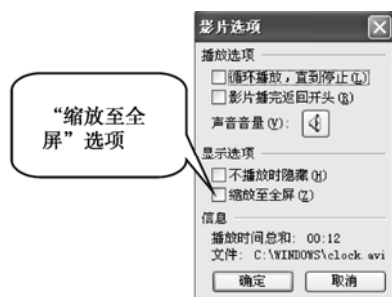 影片选项
播放选项
循环播放,直到停止(L)
影片播完返回开头(R)
声音音量(V):
显示选项
不播放时隐藏(H)
缩放至全屏(Z)
信息
播放时间总和: 00:12
文件: C:\WINDOWS\clock.avi
确定
取消
“缩放至全
屏”选项